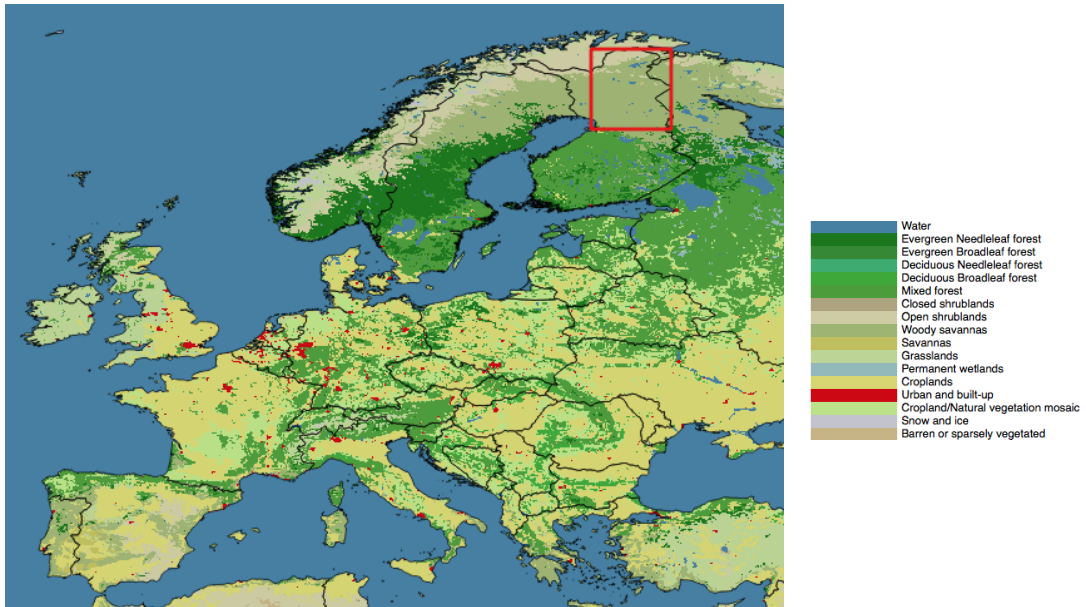 Water
Evergreen Needleleaf forest
Evergreen Broadleaf forest
Deciduous Needleleaf forest
Deciduous Broadleaf forest
Mixed forest
Closed shrublands
Open shrublands
Woody savannas
Savannas
Grasslands
Permanent wetlands
Croplands
Urban and built-up
Cropland/Natural vegetation mosaic
Snow and ice
Barren or sparsely vegetated